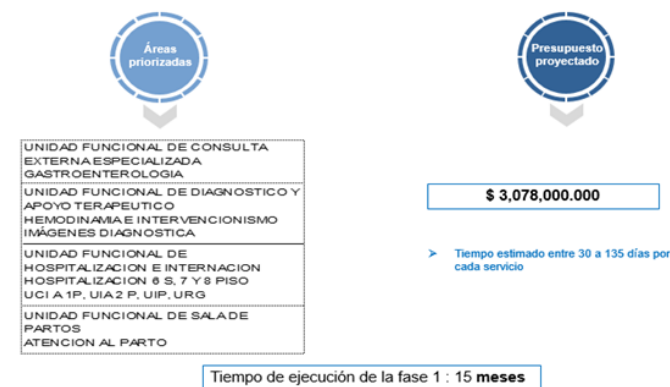 Áreas
priorizadas
Presupuesto
proyectado
UNIDAD FUNCIONAL DE CONSULTA
EXTERNA ESPECIALIZADA
GASTROENTEROLOGIA
UNIDAD FUNCIONAL DE DIAGNOSTICO Y
APOYO TERAPEUTICO
HEMODINAMIA E INTERVENCIONISMO
IMÁGENES DIAGNOSTICA
UNIDAD FUNCIONAL DE
HOSPITALIZACION E INTERNACION
HOSPITALIZACION 6 S, 7 Y 8 PISO
UCI A 1P, UIA 2 P, UIP, URG
UNIDAD FUNCIONAL DE SALA DE
PARTOS
ATENCION AL PARTO
$ 3,078,000.000
➢ Tiempo estimado entre 30 a 135 días por
cada servicio
Tiempo de ejecución de la fase 1 : 15 meses